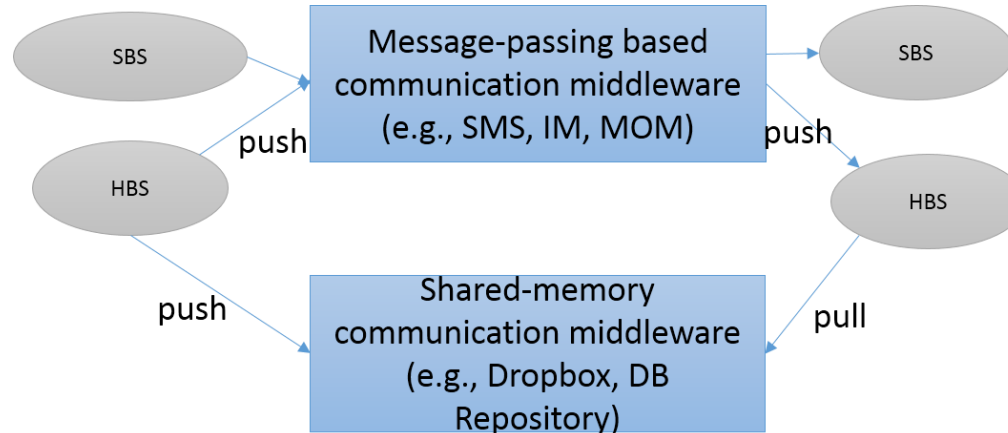 SBS
Message-passing based
communication middleware
(e.g., SMS, IM, MOM)
SBS
push
push
HBS
HBS
push
Shared-memory
communication middleware
(e.g., Dropbox, DB
Repository)
pull